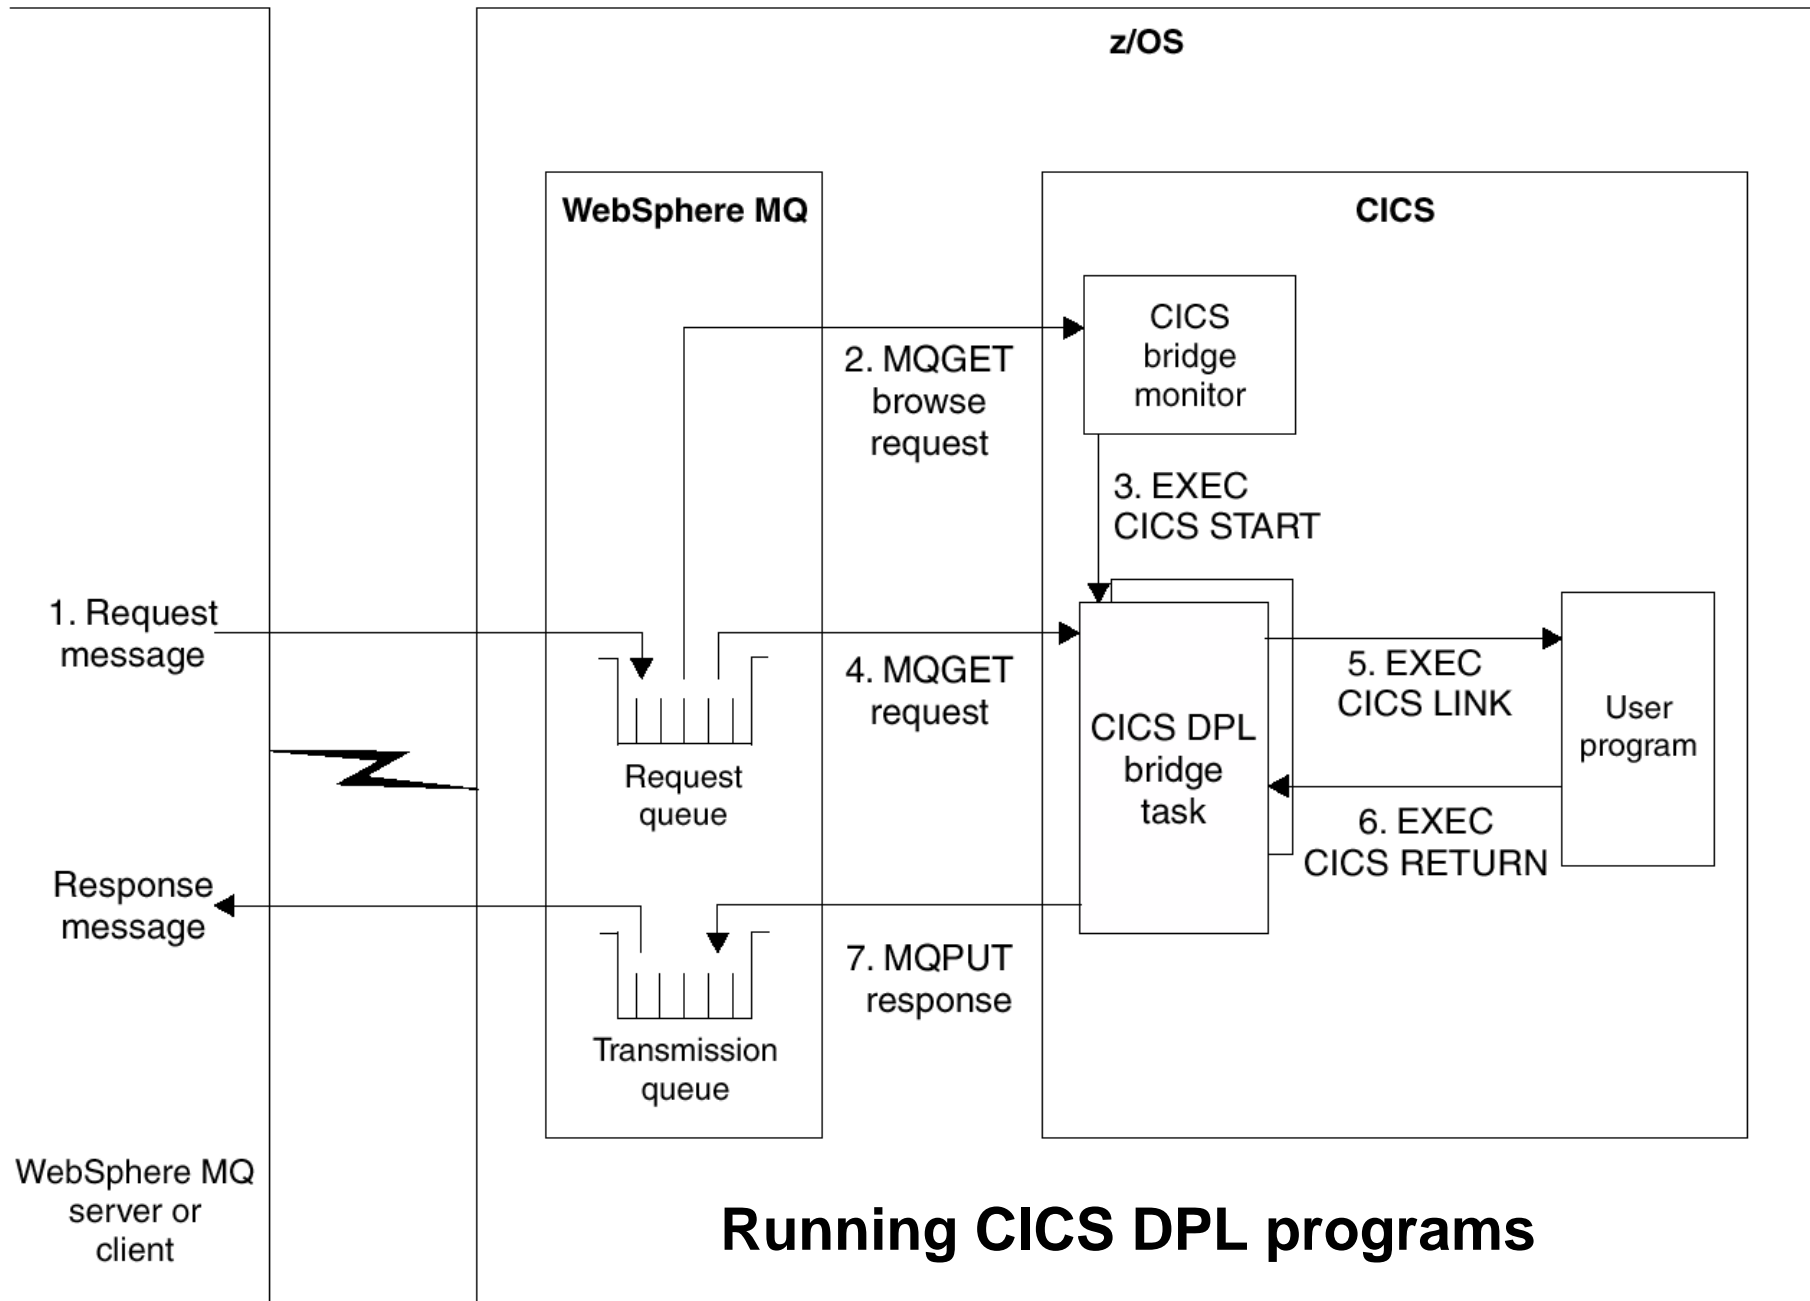 z/OS
WebSphere MQ
CICS
CICS
bridge
monitor
2. MQGET
browse
request
3. EXEC
CICS START
1. Request
message
4. MQGET
request
5. EXEC
CICS LINK
User
program
CICS DPL
bridge
task
Request
queue
6. EXEC
CICS RETURN
Response
message
7. MQPUT
response
Transmission
queue
WebSphere MQ
server or
client
Running CICS DPL programs